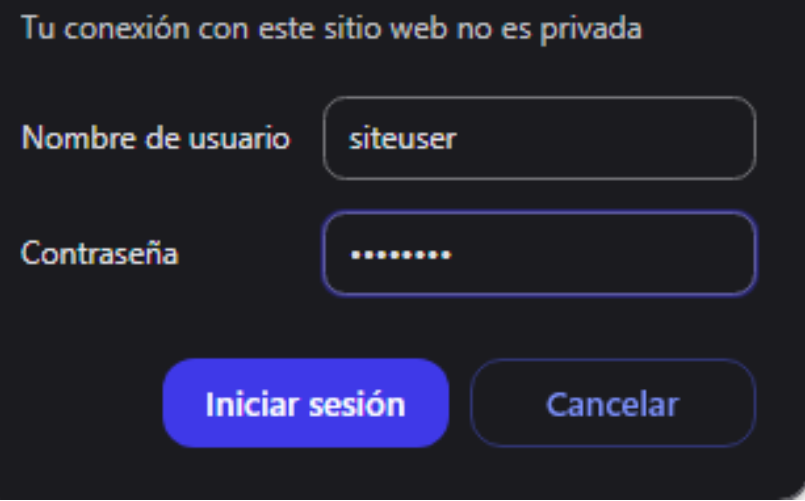 Tu conexión con este sitio web no es privada
Nombre de usuario siteuser
Contraseña ••••••••
Iniciar sesión Cancelar